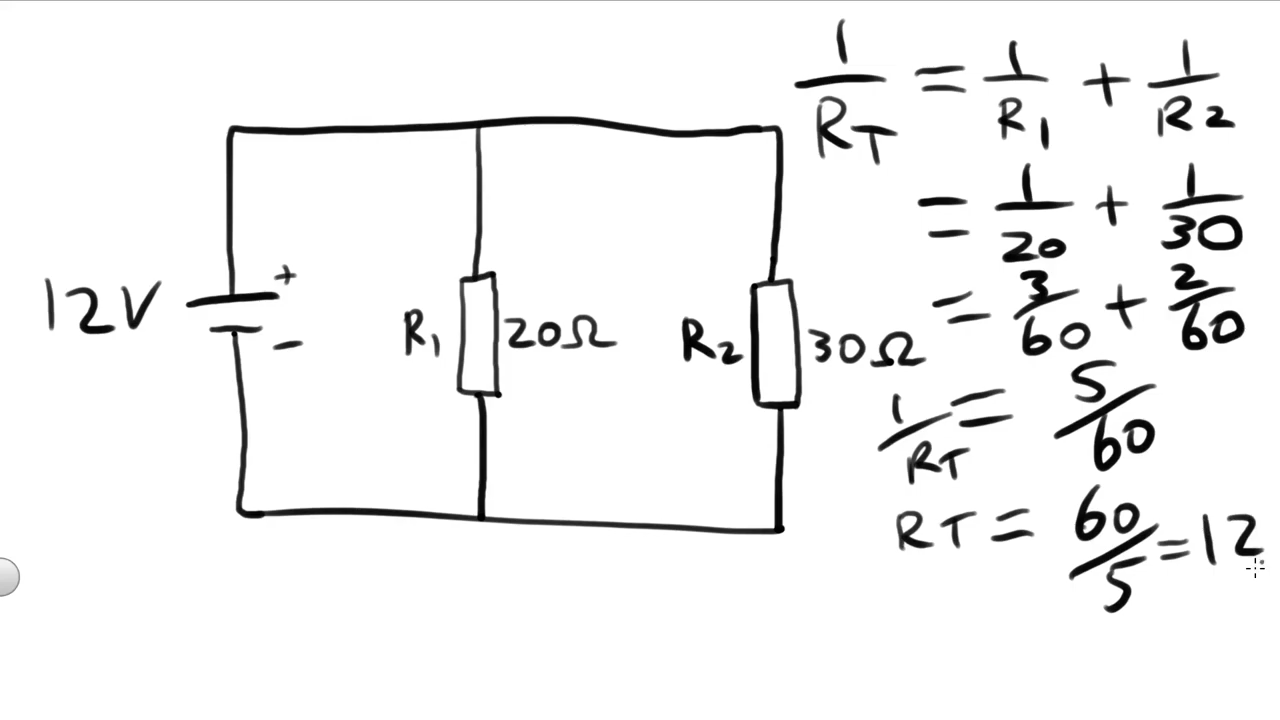 1/RT = 1/R1 + 1/R2
= 1/20 + 1/30
= 3/60 + 2/60
1/RT = 5/60
RT = 60/5 = 12
12V
+
-
R1 20Ω
R2 30Ω